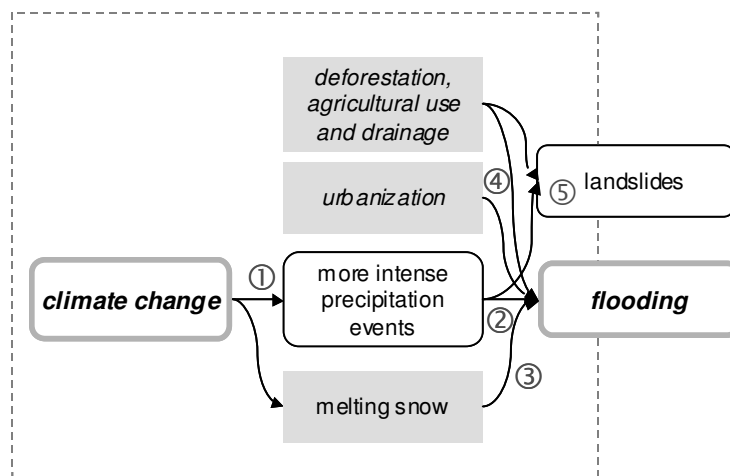 deforestation,
agricultural use
and drainage
④
⑤
landslides
urbanization
①
climate change
more intense
precipitation
events
②
flooding
③
melting snow